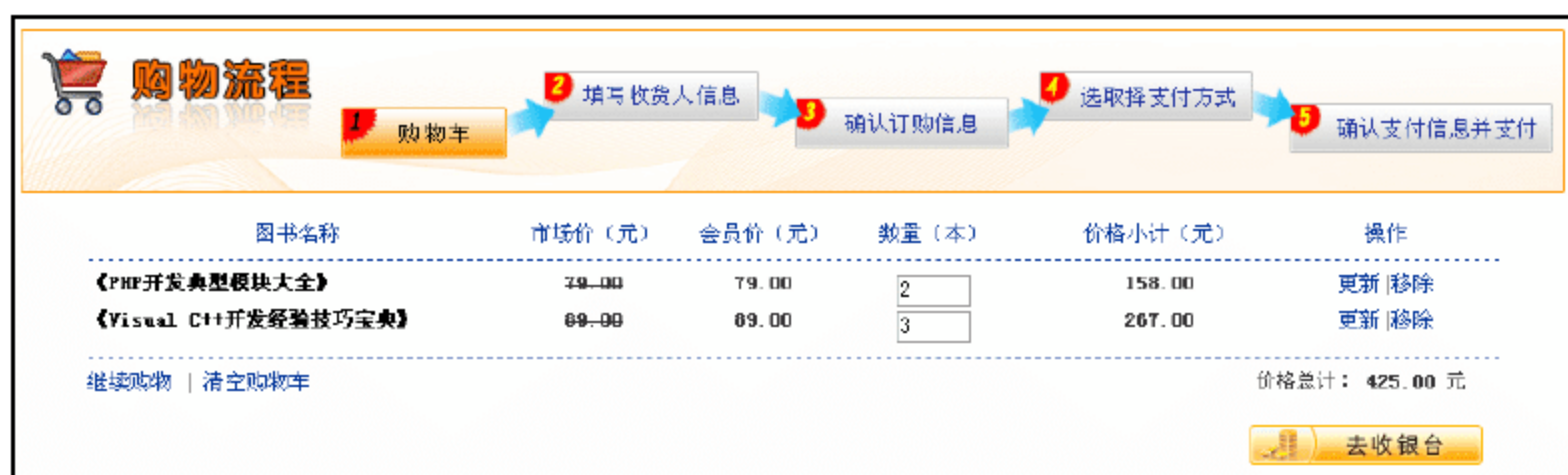 购物流程
1 购物车
2 填写收货人信息
3 确认订购信息
4 选取择支付方式
5 确认支付信息并支付
图书名称 市场价（元） 会员价（元） 数量（本） 价格小计（元） 操作
《PHP开发典型模块大全》 79.00 79.00 2 158.00 更新|移除
《Visual C++开发经验技巧宝典》 89.00 89.00 3 267.00 更新|移除
继续购物 | 清空购物车 价格总计：425.00 元
去收银台